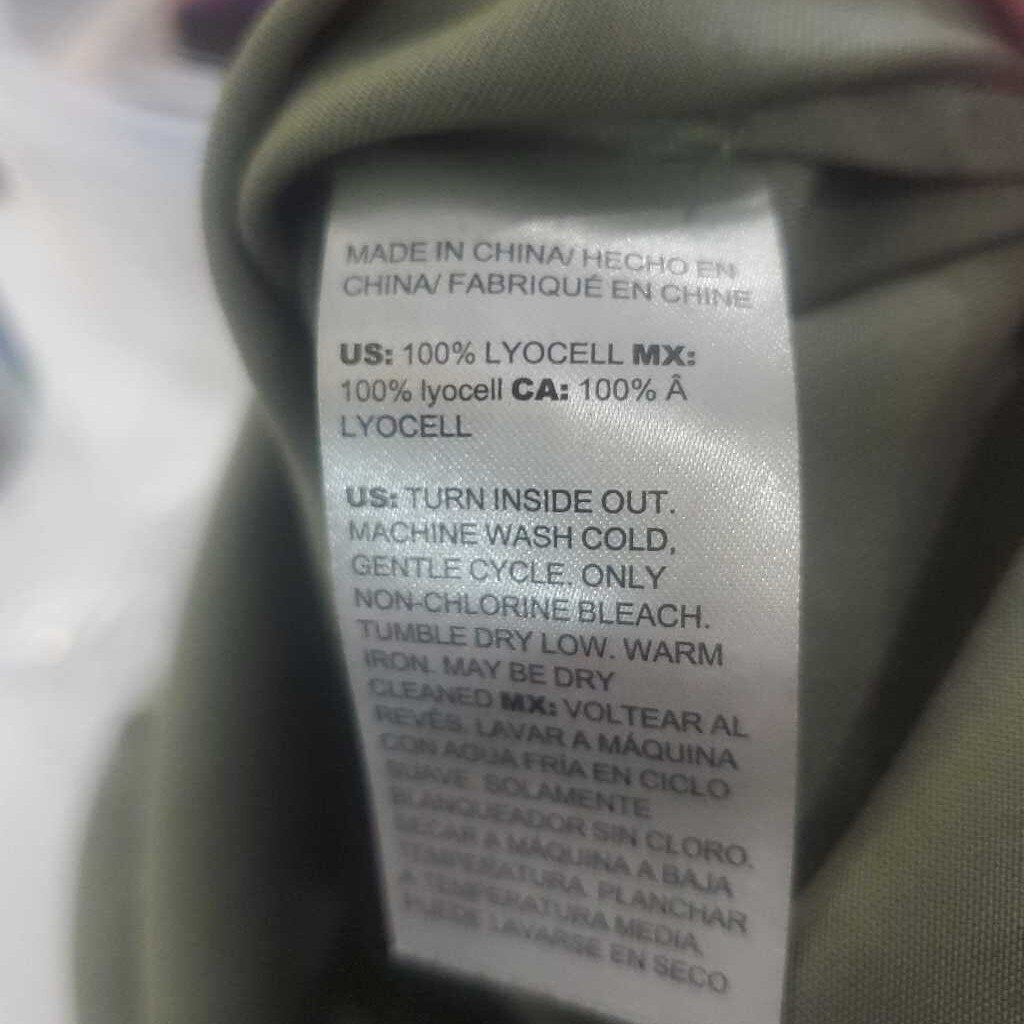 MADE IN CHINA/ HECHO EN
CHINA/ FABRIQUÉ EN CHINE
US: 100% LYOCELL MX:
100% lyocell CA: 100% Â
LYOCELL
US: TURN INSIDE OUT.
MACHINE WASH COLD,
GENTLE CYCLE. ONLY
NON-CHLORINE BLEACH.
TUMBLE DRY LOW. WARM
IRON. MAY BE DRY
CLEANED MX: VOLTEAR AL
REVÉS. LAVAR A MÁQUINA
CON AGUA FRÍA EN CICLO
SUAVE. SOLAMENTE
BLANQUEADOR SIN CLORO.
SECAR A MÁQUINA A BAJA
TEMPERATURA. PLANCHAR
A TEMPERATURA MEDIA.
PUEDE LAVARSE EN SECO